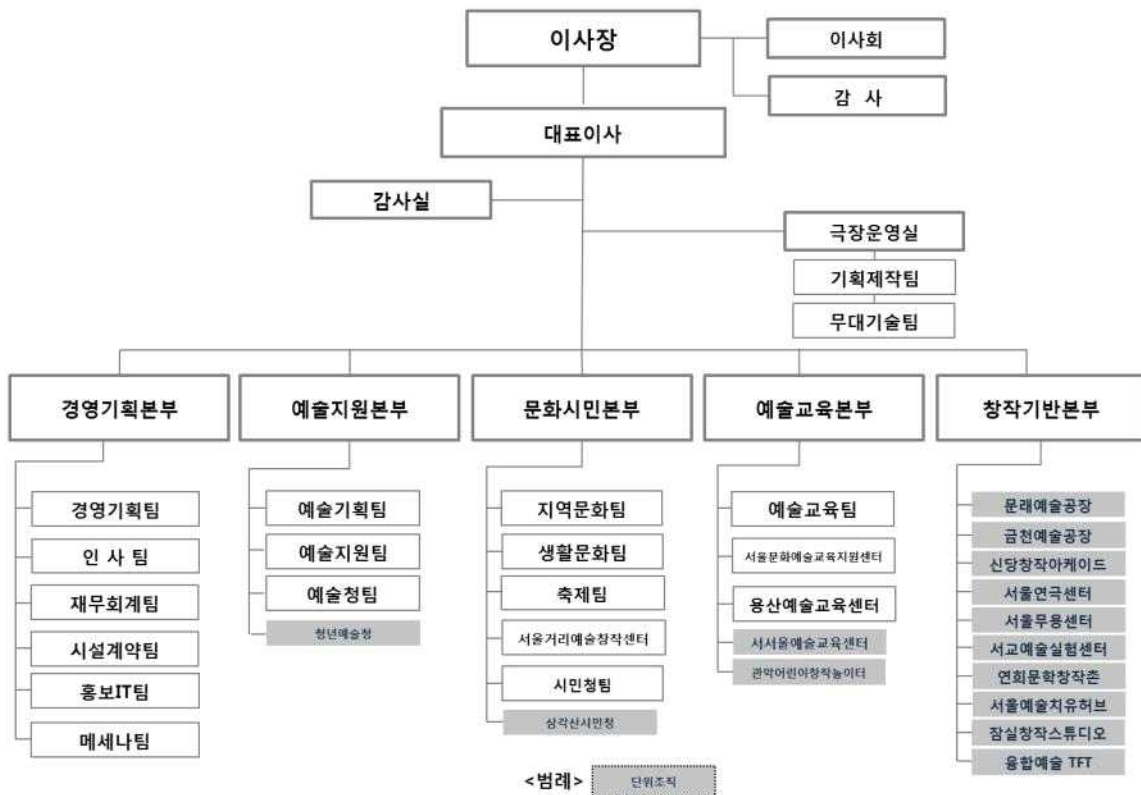 이사장
이사회
감 사
대표이사
감사실
극장운영실
기획제작팀
무대기술팀
경영기획본부
예술지원본부
문화시민본부
예술교육본부
창작기반본부
경영기획팀
인 사 팀
재무회계팀
시설계약팀
홍보IT팀
메세나팀
예술기획팀
예술지원팀
예술청팀
청년예술청
지역문화팀
생활문화팀
축제팀
서울거리예술창작센터
시민청팀
삼각산시민청
예술교육팀
서울문화예술교육지원센터
용산예술교육센터
서서울예술교육센터
관악어린이창작놀이터
문래예술공장
금천예술공장
신당창작아케이드
서울연극센터
서울무용센터
서교예술실험센터
연희문학창작촌
서울예술치유허브
잠실창작스튜디오
융합예술 TFT
<범례>
단위조직